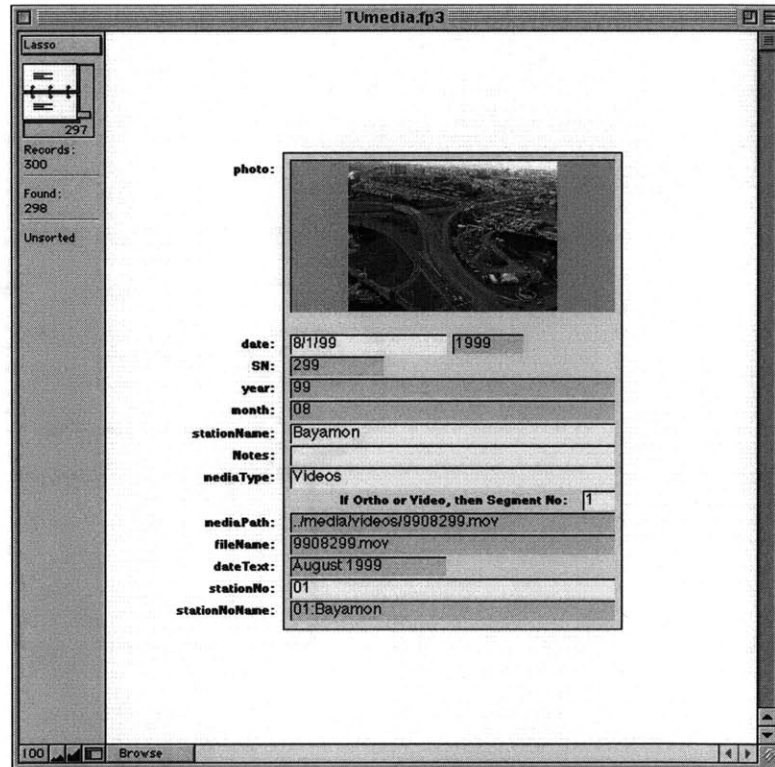 TUmedia.fp3
Lasso
297
Records:
300
Found:
298
Unsorted
photo:
date: 8/1/99 1999
SN: 299
year: 99
month: 08
stationName: Bayamon
Notes:
mediaType: Videos
If Ortho or Video, then Segment No: 1
mediaPath: ../media/videos/9908299.mov
fileName: 9908299.mov
dateText: August 1999
stationNo: 01
stationNoName: 01:Bayamon
100 Browse